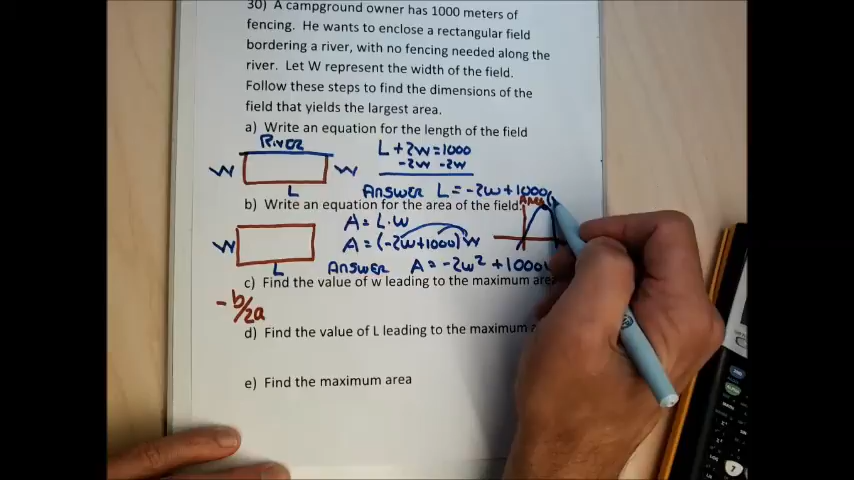 30) A campground owner has 1000 meters of
fencing. He wants to enclose a rectangular field
bordering a river, with no fencing needed along the
river. Let W represent the width of the field.
Follow these steps to find the dimensions of the
field that yields the largest area.
a) Write an equation for the length of the field
RIVER
L + 2W = 1000
-2W -2W
W W
L
ANSWER L = -2W + 1000
b) Write an equation for the area of the field.
AREA
A = L·W
W
A = (-2W+1000)W
L
ANSWER A = -2W² + 1000
c) Find the value of w leading to the maximum area
-b/2a
d) Find the value of L leading to the maximum
e) Find the maximum area